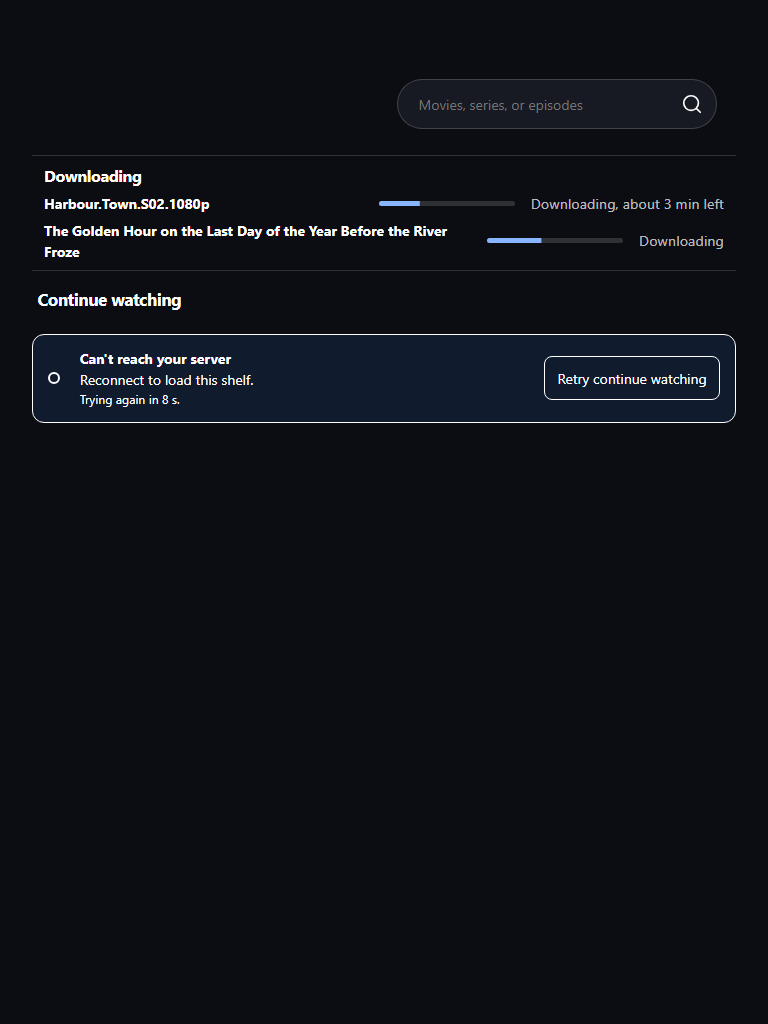 Movies, series, or episodes
Downloading
Harbour.Town.S02.1080p
Downloading, about 3 min left
The Golden Hour on the Last Day of the Year Before the River
Froze
Downloading
Continue watching
Can't reach your server
Reconnect to load this shelf.
Trying again in 8 s.
Retry continue watching